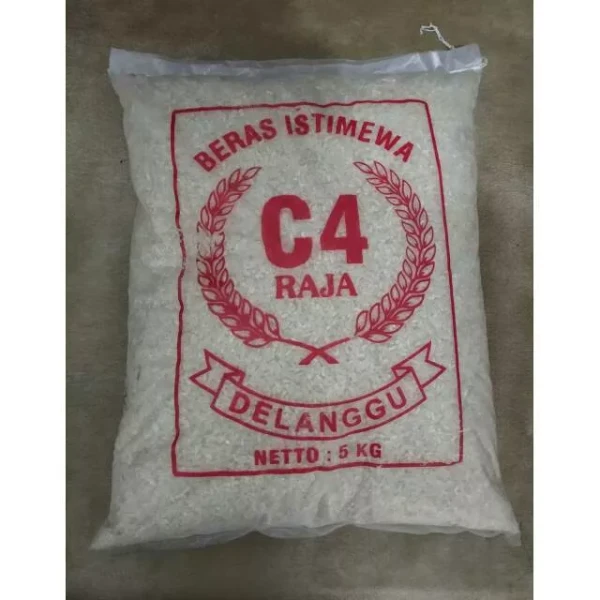 BERAS ISTIMEWA
C4
RAJA
DELANGGU
NETTO : 5 KG